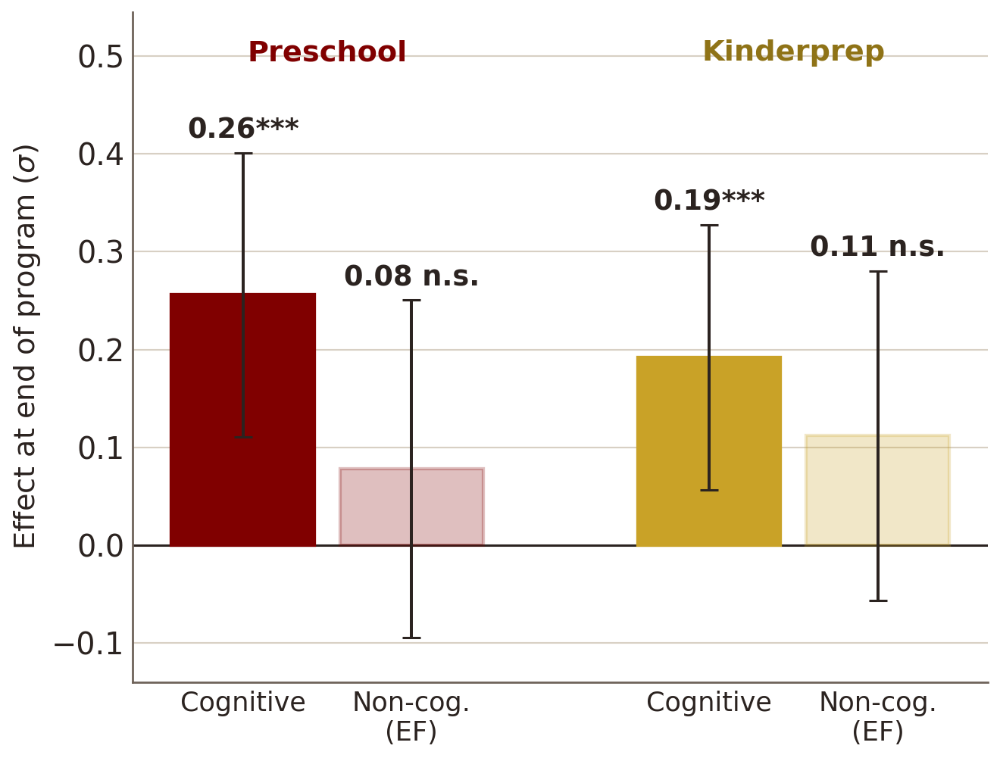 Preschool
Kinderprep
0.26***
0.08 n.s.
0.19***
0.11 n.s.
Effect at end of program (σ)
0.5
0.4
0.3
0.2
0.1
0.0
−0.1
Cognitive
Non-cog.
(EF)
Cognitive
Non-cog.
(EF)